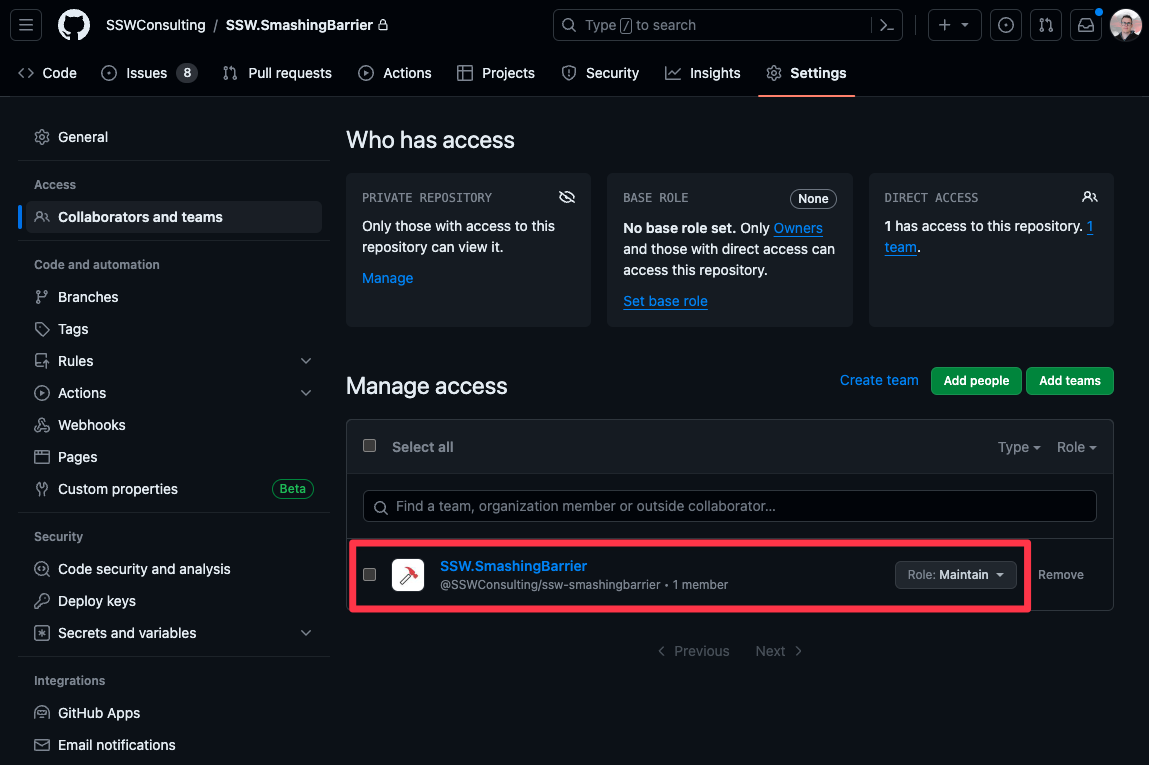 SSWConsulting / SSW.SmashingBarrier
Type / to search
Code
Issues 8
Pull requests
Actions
Projects
Security
Insights
Settings
General
Access
Collaborators and teams
Code and automation
Branches
Tags
Rules
Actions
Webhooks
Pages
Custom properties Beta
Security
Code security and analysis
Deploy keys
Secrets and variables
Integrations
GitHub Apps
Email notifications
Who has access
PRIVATE REPOSITORY
Only those with access to this
repository can view it.
Manage
BASE ROLE None
No base role set. Only Owners
and those with direct access can
access this repository.
Set base role
DIRECT ACCESS
1 has access to this repository. 1
team.
Manage access
Create team
Add people
Add teams
Select all
Type
Role
Find a team, organization member or outside collaborator...
SSW.SmashingBarrier
@SSWConsulting/ssw-smashingbarrier • 1 member
Role: Maintain
Remove
Previous
Next